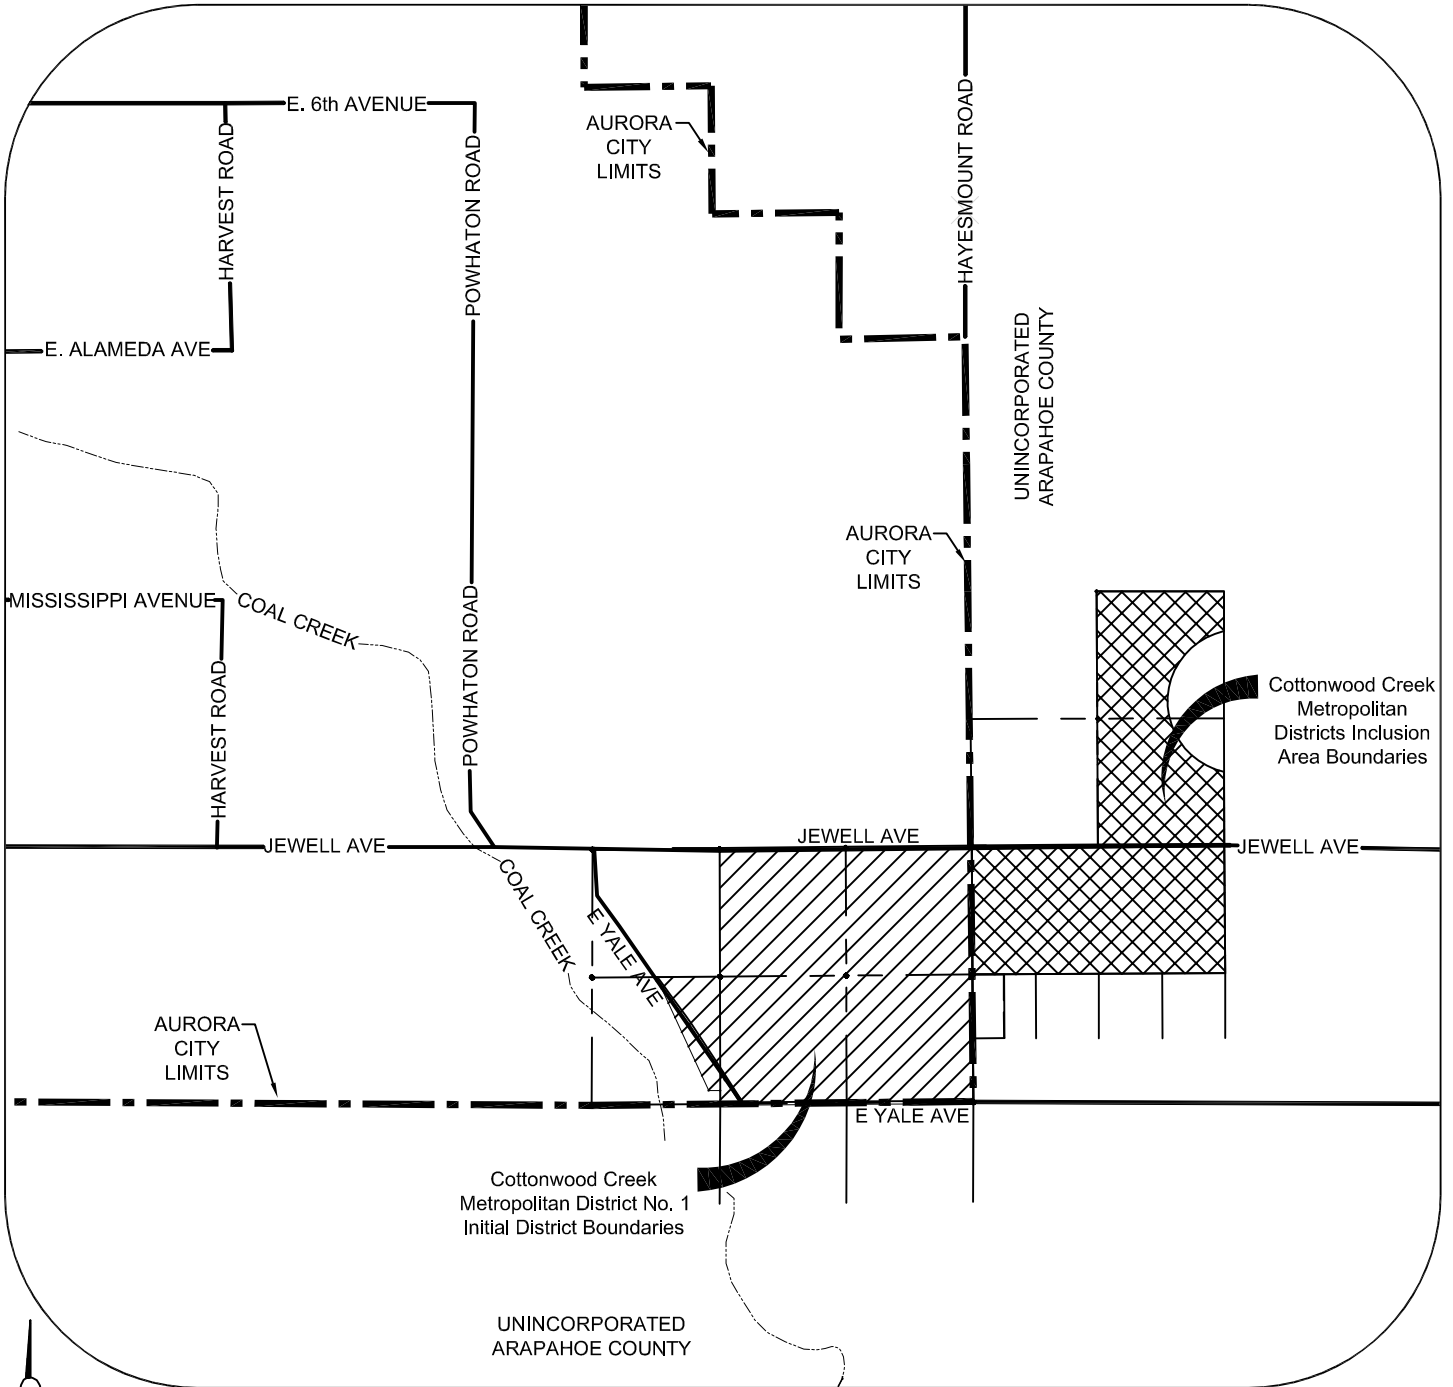 E. 6th AVENUE
HARVEST ROAD
POWHATON ROAD
AURORA
CITY
LIMITS
HAYESMOUNT ROAD
E. ALAMEDA AVE
UNINCORPORATED
ARAPAHOE COUNTY
AURORA
CITY
LIMITS
MISSISSIPPI AVENUE
COAL CREEK
HARVEST ROAD
POWHATON ROAD
Cottonwood Creek
Metropolitan
Districts Inclusion
Area Boundaries
JEWELL AVE
JEWELL AVE
JEWELL AVE
COAL CREEK
E YALE AVE
AURORA
CITY
LIMITS
E YALE AVE
Cottonwood Creek
Metropolitan District No. 1
Initial District Boundaries
UNINCORPORATED
ARAPAHOE COUNTY